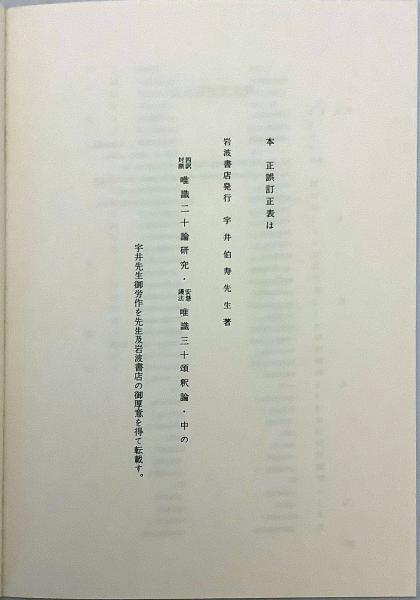 本 正誤訂正表は
岩波書店発行 宇井伯寿先生著
四訳対照 唯識二十論研究・安慧護法 唯識三十頌釈論・中の
宇井先生御労作を先生及岩波書店の御厚意を得て転載す。